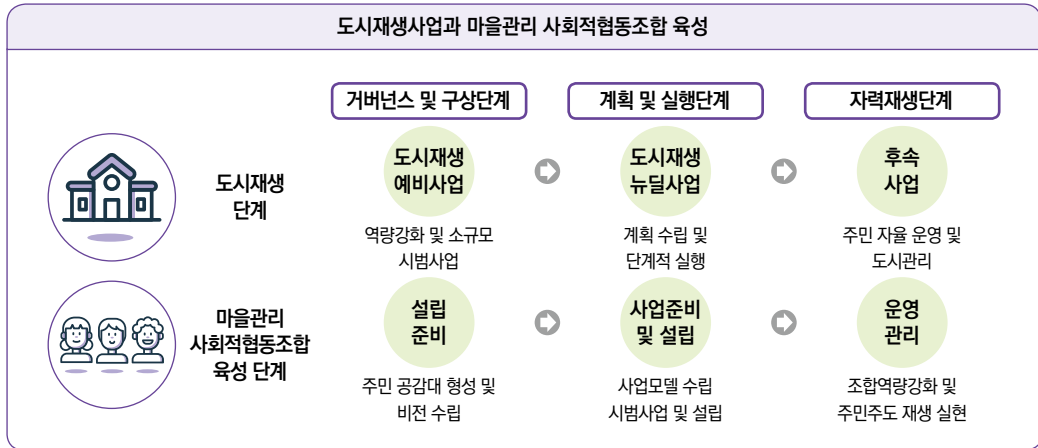 도시재생사업과 마을관리 사회적협동조합 육성
거버넌스 및 구상단계
계획 및 실행단계
자력재생단계
도시재생
단계
도시재생
예비사업
역량강화 및 소규모
시범사업
도시재생
뉴딜사업
계획 수립 및
단계적 실행
후속
사업
주민 자율 운영 및
도시관리
마을관리
사회적협동조합
육성 단계
설립
준비
주민 공감대 형성 및
비전 수립
사업준비
및 설립
사업모델 수립
시범사업 및 설립
운영
관리
조합역량강화 및
주민주도 재생 실현